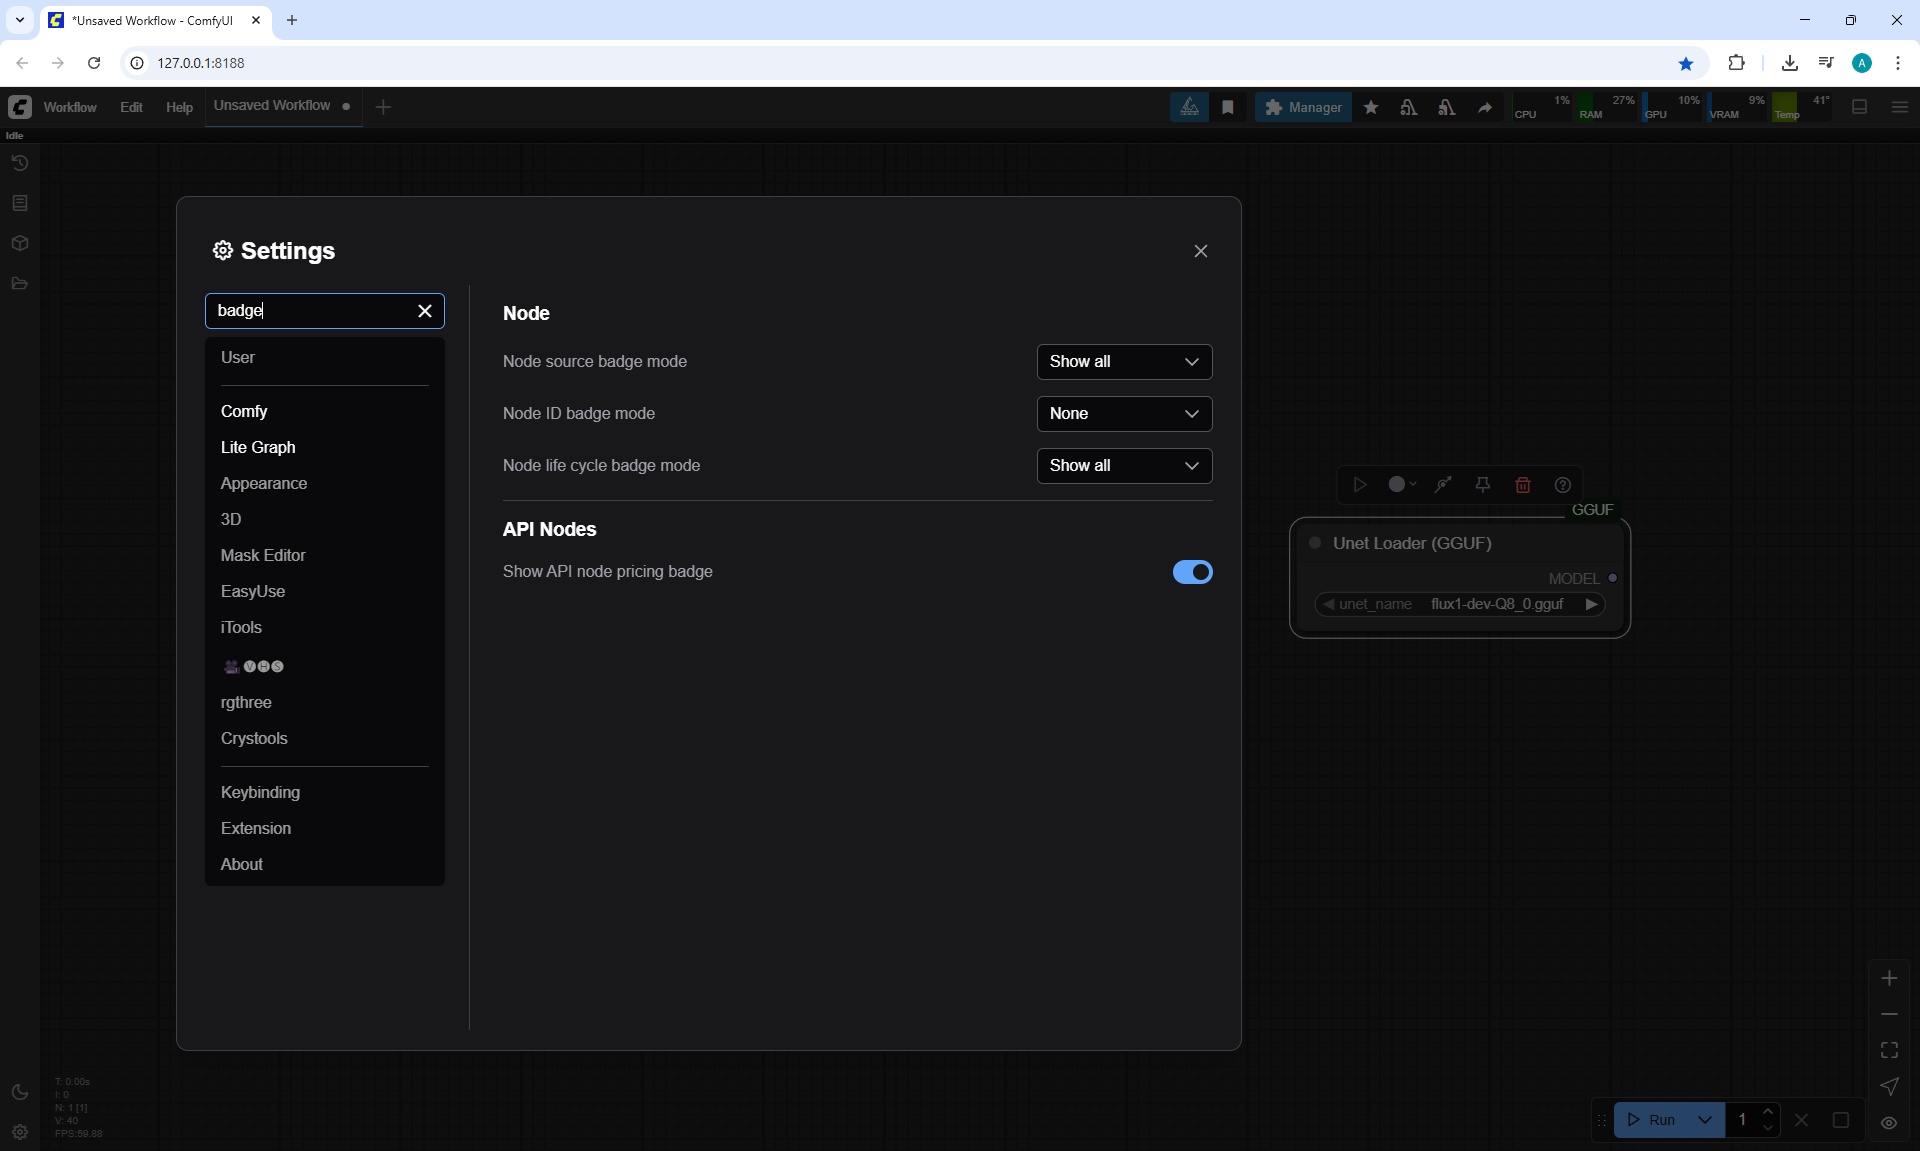 *Unsaved Workflow - ComfyUI
127.0.0.1:8188
A
Workflow
Edit
Help
Unsaved Workflow
Manager
CPU 1%
RAM 27%
GPU 10%
VRAM 9%
Temp 41°
Idle
Settings
badge
User
Comfy
Lite Graph
Appearance
3D
Mask Editor
EasyUse
iTools
🎥🅥🅗🅢
rgthree
Crystools
Keybinding
Extension
About
Node
Node source badge mode
Show all
Node ID badge mode
None
Node life cycle badge mode
Show all
API Nodes
Show API node pricing badge
GGUF
Unet Loader (GGUF)
MODEL
unet_name flux1-dev-Q8_0.gguf
T: 0.00s
I: 0
N: 1 [1]
V: 40
FPS:59.88
Run
1